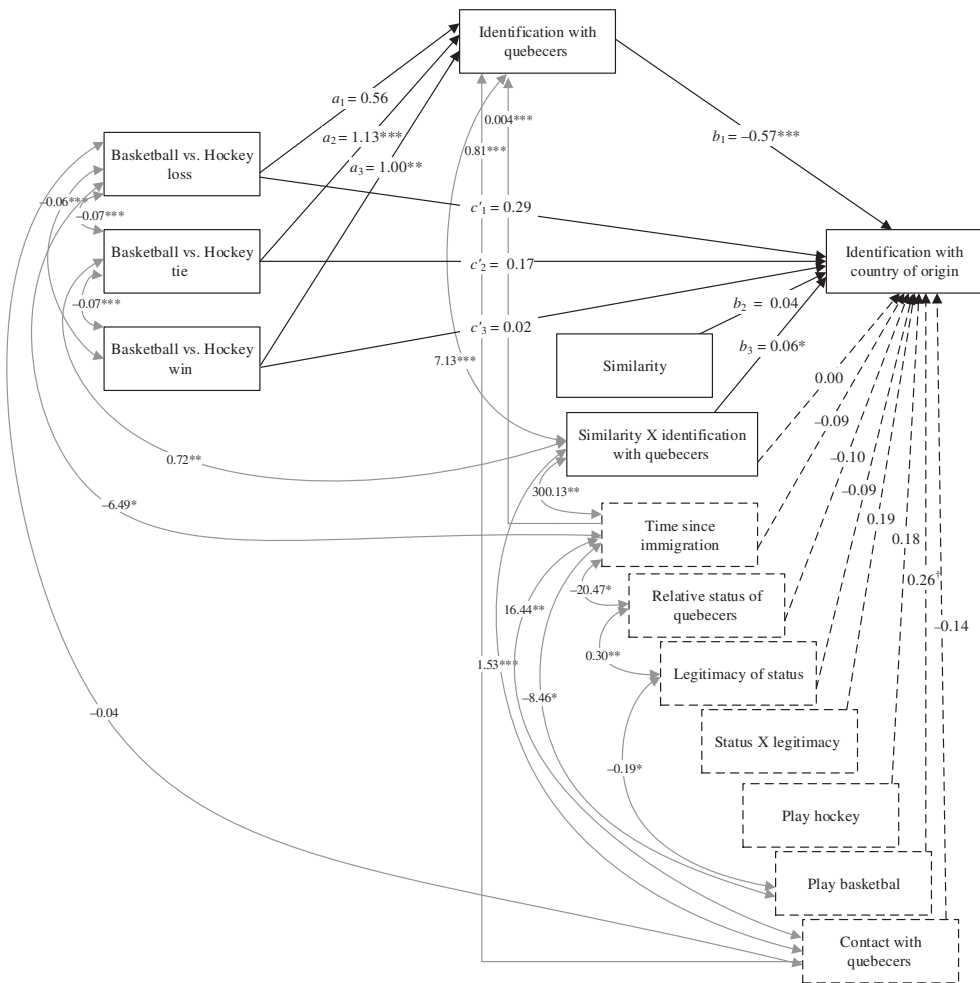 Identification with
quebecers
a₁ = 0.56
0.004***
a₂ = 1.13***
b₁ = –0.57***
0.81***
Basketball vs. Hockey
loss
a₃ = 1.00**
–0.06***
c′₁ = 0.29
–0.07***
Basketball vs. Hockey
tie
Identification with
country of origin
c′₂ = 0.17
–0.07***
b₂ = 0.04
c′₃ = 0.02
Basketball vs. Hockey
win
b₃ = 0.06*
7.13***
Similarity
0.00
Similarity X identification
with quebecers
–0.09
0.72**
–0.10
300.13**
–0.09
–6.49*
Time since
immigration
0.19
0.18
–20.47*
0.26†
Relative status of
quebecers
16.44**
–0.14
0.30**
1.53***
Legitimacy of status
–8.46*
–0.04
Status X legitimacy
–0.19*
Play hockey
Play basketbal
Contact with
quebecers